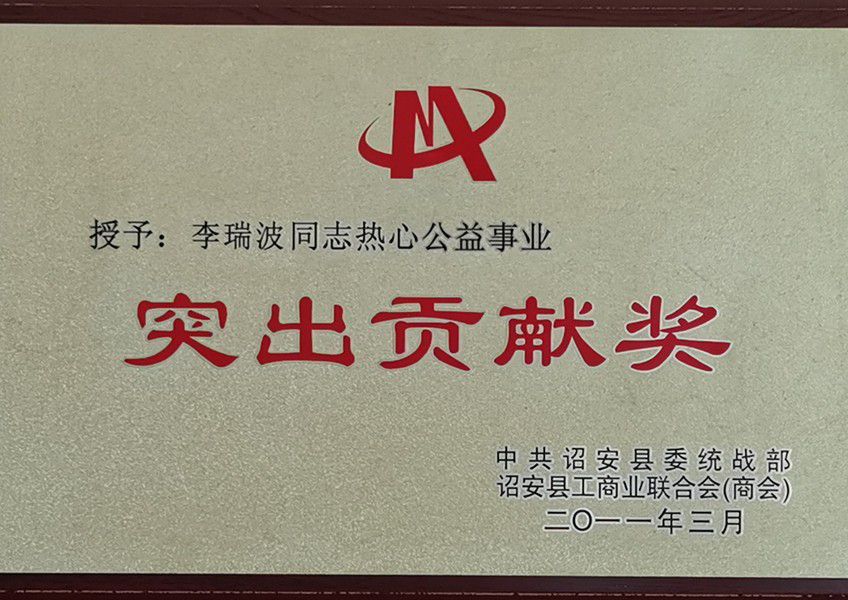 授予：李瑞波同志热心公益事业
突出贡献奖
中共诏安县委统战部
诏安县工商业联合会(商会)
二〇一一年三月